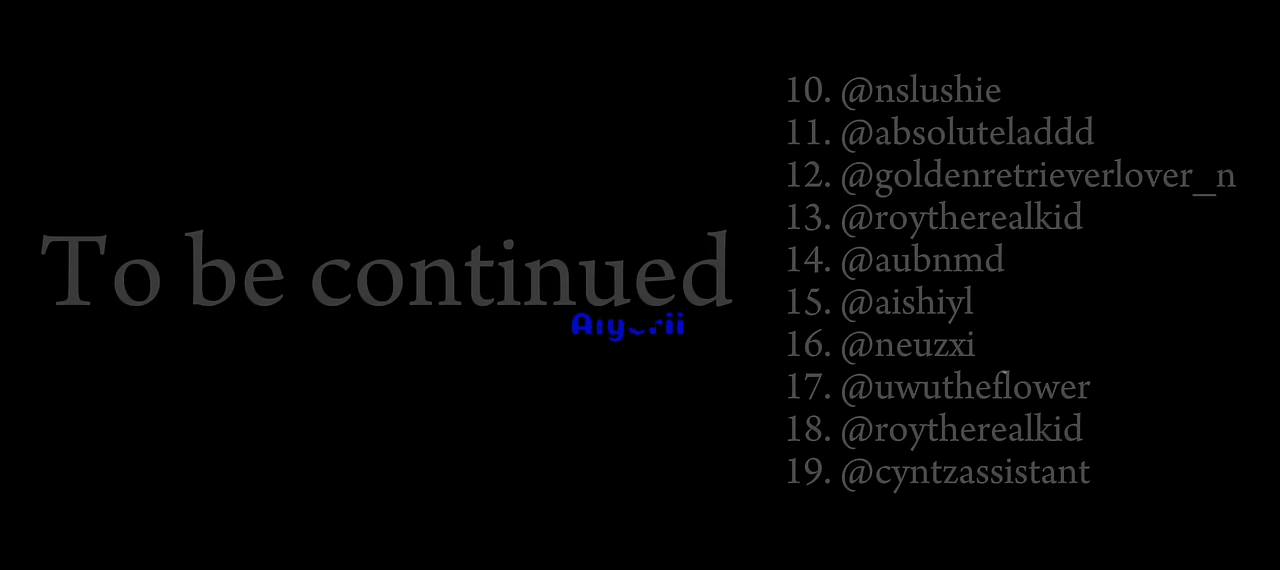 To be continued
10. @nslushie
11. @absoluteladdd
12. @goldenretrieverlover_n
13. @roytherealkid
14. @aubnmd
15. @aishiyl
16. @neuzxi
17. @uwutheflower
18. @roytherealkid
19. @cyntzassistant